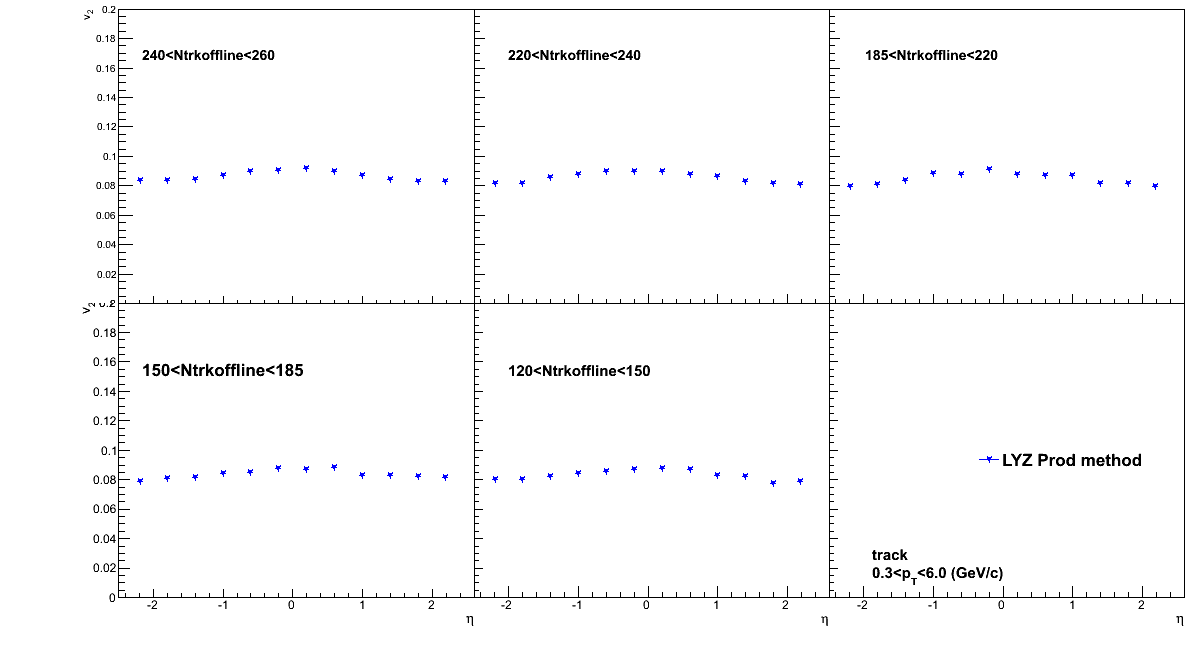 v2
0.2
0.18
0.16
0.14
0.12
0.1
0.08
0.06
0.04
0.02
240<Ntrkoffline<260
220<Ntrkoffline<240
185<Ntrkoffline<220
v2
0.18
0.16
0.14
0.12
0.1
0.08
0.06
0.04
0.02
0
150<Ntrkoffline<185
120<Ntrkoffline<150
LYZ Prod method
track
0.3<pT<6.0 (GeV/c)
-2 -1 0 1 2
-2 -1 0 1 2
-2 -1 0 1 2
η η η